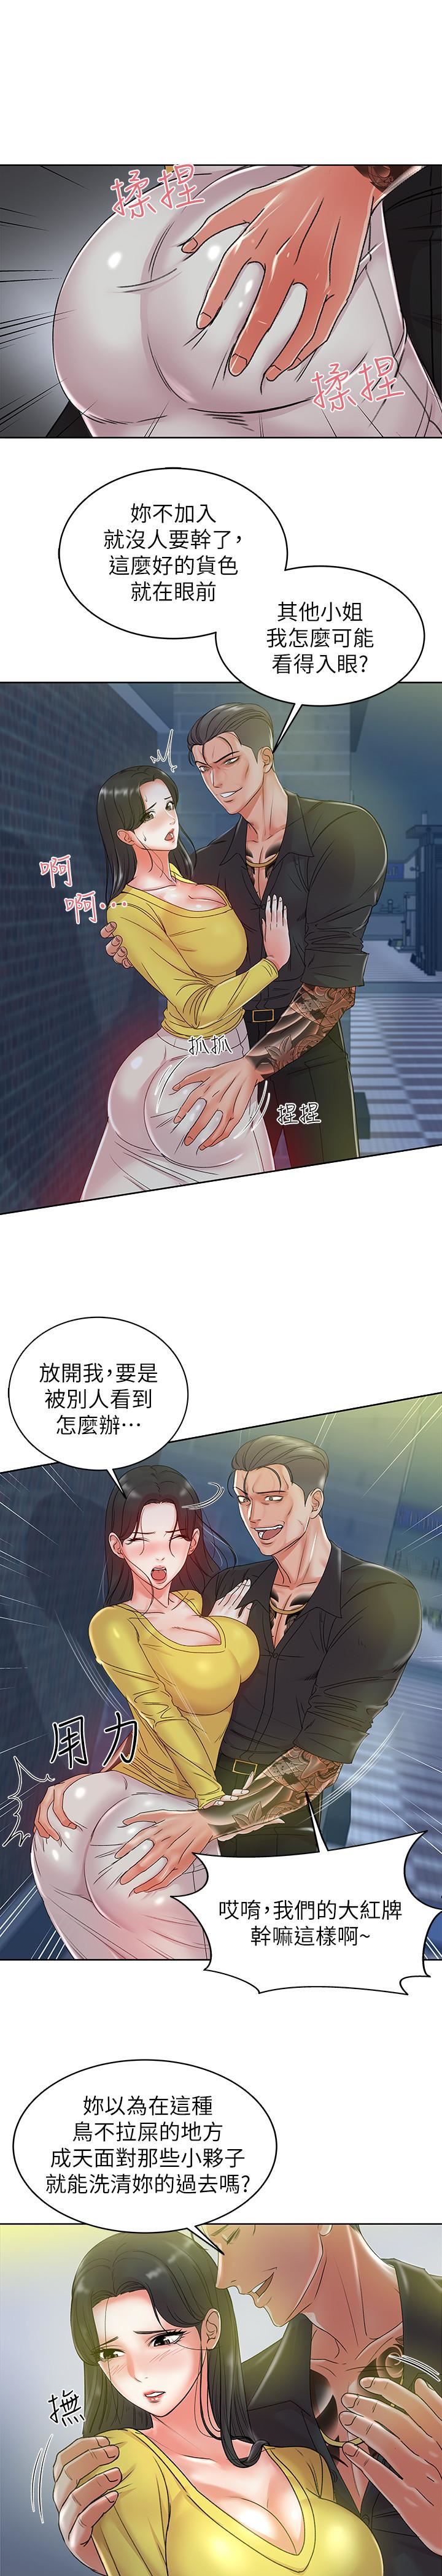 揉捏
揉捏
妳不加入
就沒人要幹了，
這麼好的貨色
就在眼前
其他小姐
我怎麼可能
看得入眼?
啊
啊⋯
抓抓
捏捏
放開我，要是
被別人看到
怎麼辦⋯
用力
哎唷，我們的大紅牌
幹嘛這樣啊~
妳以為在這種
鳥不拉屎的地方
成天面對那些小夥子
就能洗清妳的過去嗎?
撫